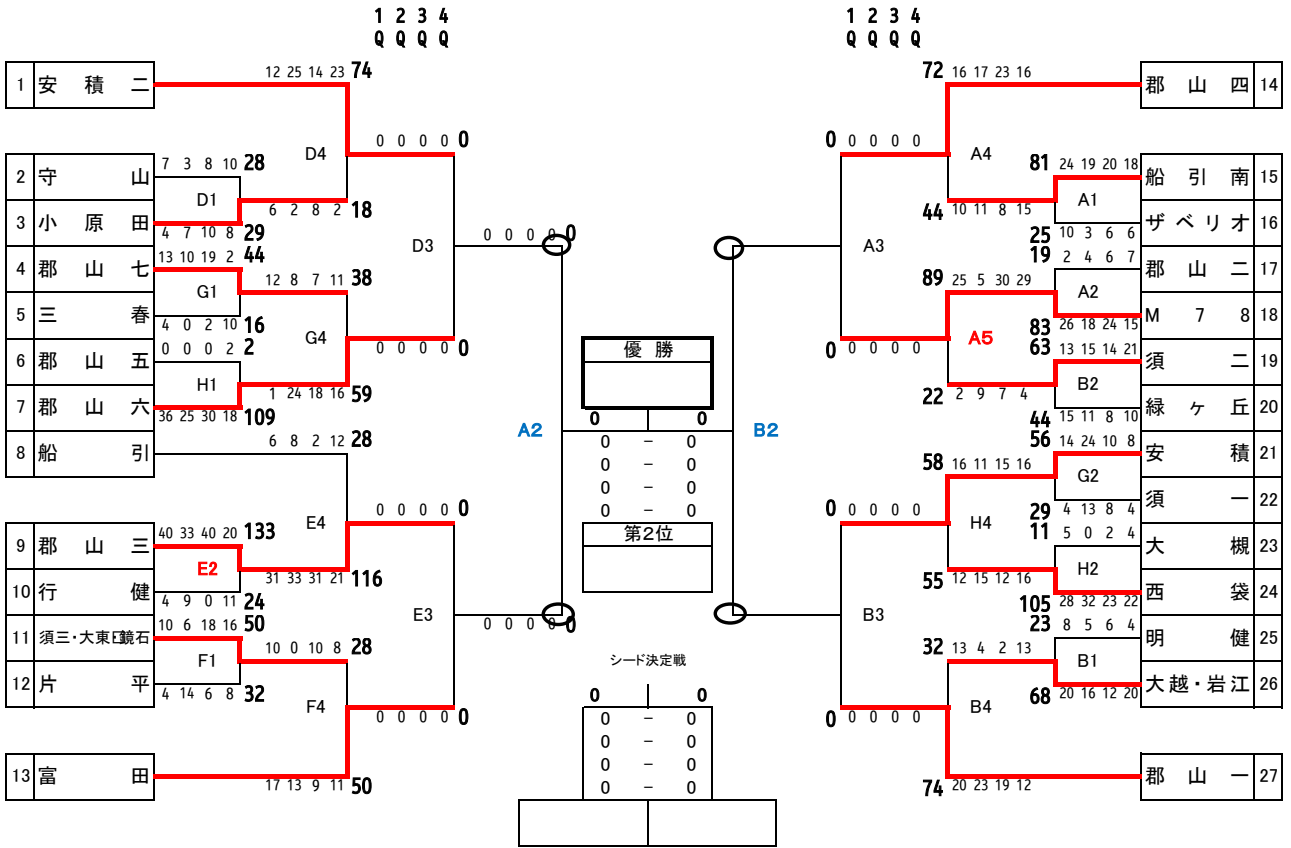 1 2 3 4 1 2 3 4
Q Q Q Q Q Q Q Q
12 25 14 23 74 72 16 17 23 16
1 安積二 郡山四 14
0 0 0 0 0 0 0 0 0 0
D4 A4
7 3 8 10 28 81 24 19 20 18
2 守山 船引南 15
D1 A1
6 2 8 2 18 44 10 11 8 15
3 小原田 ザベリオ 16
4 7 10 8 29 25 10 3 6 6
0 0 0 0 0
D3 A3
13 10 19 2 44 19 2 4 6 7
4 郡山七 郡山二 17
12 8 7 11 38 89 25 5 30 29
G1 A2
5 三春 M78 18
4 0 2 10 16 83 26 18 24 15
G4 A5
0 0 0 2 2 63 13 15 14 21
0 0 0 0 0 0 0 0 0 0
優勝
6 郡山五 須二 19
H1 B2
1 24 18 16 59 22 2 9 7 4
7 郡山六 緑ヶ丘 20
36 25 30 18 109 44 15 11 8 10
0 0
A2 B2
6 8 2 12 28 56 14 24 10 8
0 - 0
8 船引 安積 21
58 16 11 15 16
0 - 0
G2
0 - 0
須一 22
0 0 0 0 0 0 0 0 0 0
0 - 0
29 4 13 8 4
E4 H4
40 33 40 20 133 11 5 0 2 4
第2位
9 郡山三 大槻 23
E2 H2
31 33 31 21 116 55 12 15 12 16
10 行健 西袋 24
4 9 0 11 24 105 28 32 23 22
E3 B3
10 6 18 16 50 23 8 5 6 4
0 0 0 0 0
11 須三・大東・鏡石 明健 25
10 0 10 8 28 32 13 4 2 13
F1 B1
シード決定戦
12 片平 大越・岩江 26
4 14 6 8 32 68 20 16 12 20
0 0
F4 B4
0 0 0 0 0 0 0 0 0 0
0 - 0
0 - 0
0 - 0
13 富田 郡山一 27
17 13 9 11 50 74 20 23 19 12
0 - 0